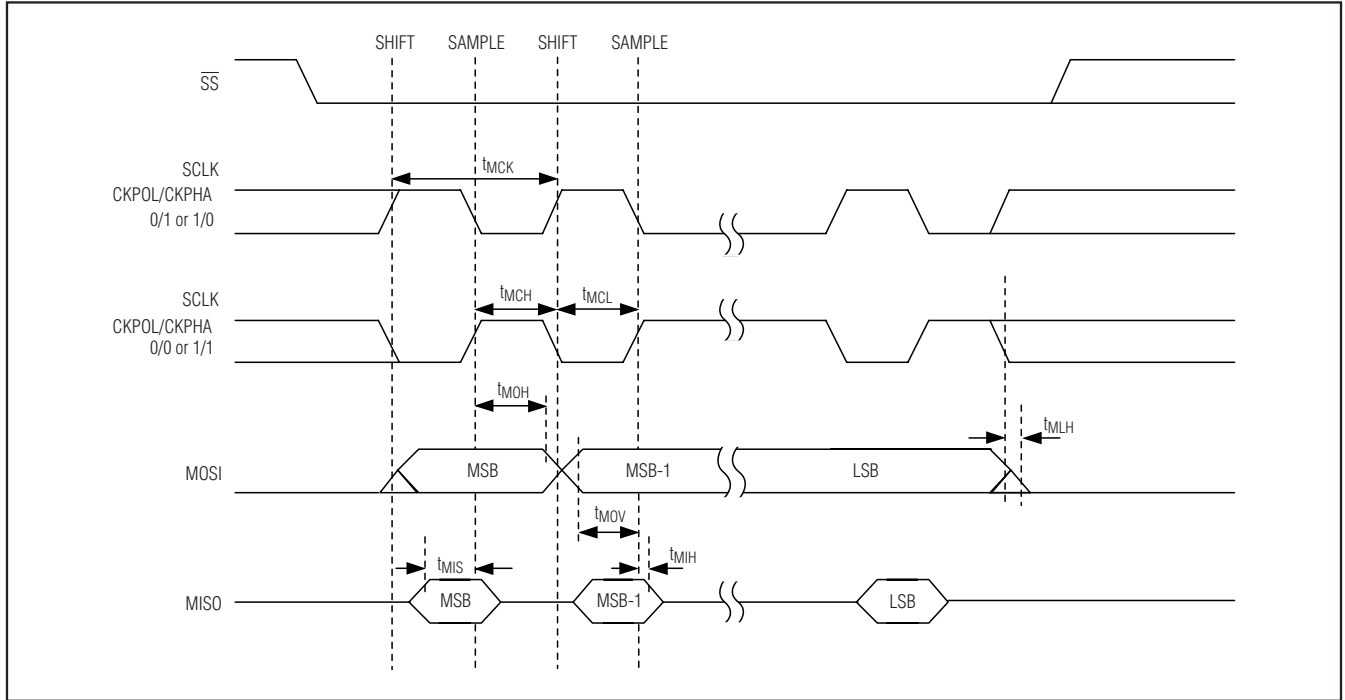 SHIFT SAMPLE SHIFT SAMPLE
SS
SCLK
CKPOL/CKPHA
0/1 or 1/0
tMCK
SCLK
CKPOL/CKPHA
0/0 or 1/1
tMCH tMCL
tMOH
tMLH
MOSI MSB MSB-1 LSB
tMOV
tMIS tMIH
MISO MSB MSB-1 LSB